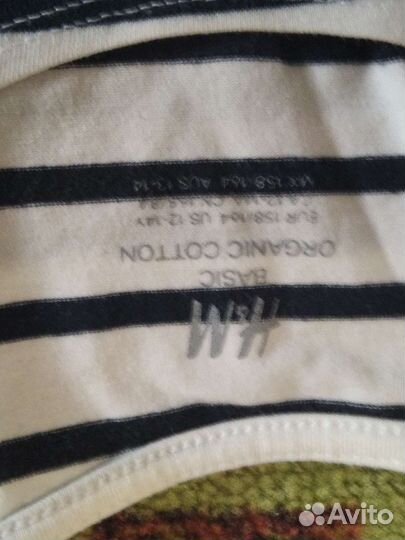 H&M
BASIC
ORGANIC COTTON
EUR 158/164 US 12-14Y
MX 158/164 AUS 13-14
Avito